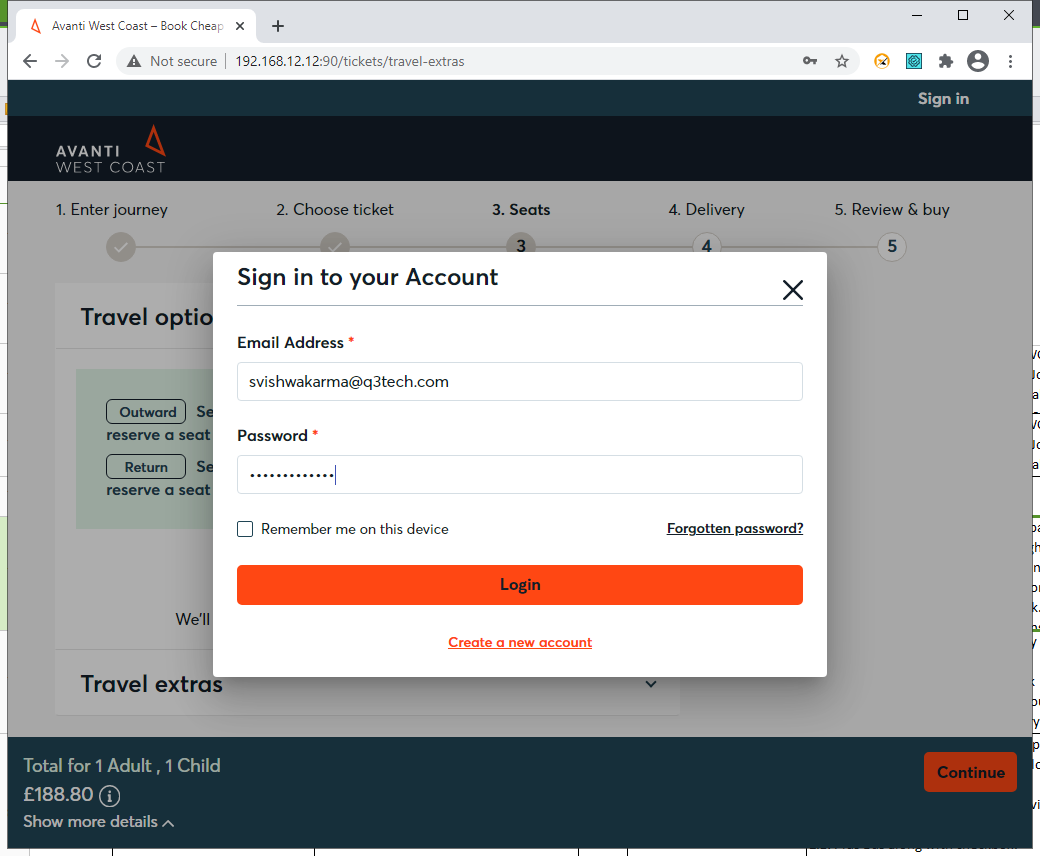 Avanti West Coast – Book Cheap
Not secure
192.168.12.12:90/tickets/travel-extras
Sign in
AVANTI
WEST COAST
1. Enter journey
2. Choose ticket
3. Seats
4. Delivery
5. Review & buy
3
4
5
Sign in to your Account
Travel optio
Email Address *
svishwakarma@q3tech.com
Outward Se
reserve a seat
Password *
Return Se
reserve a seat
Remember me on this device
Forgotten password?
Login
We'll
Create a new account
Travel extras
Total for 1 Adult , 1 Child
£188.80
Continue
Show more details